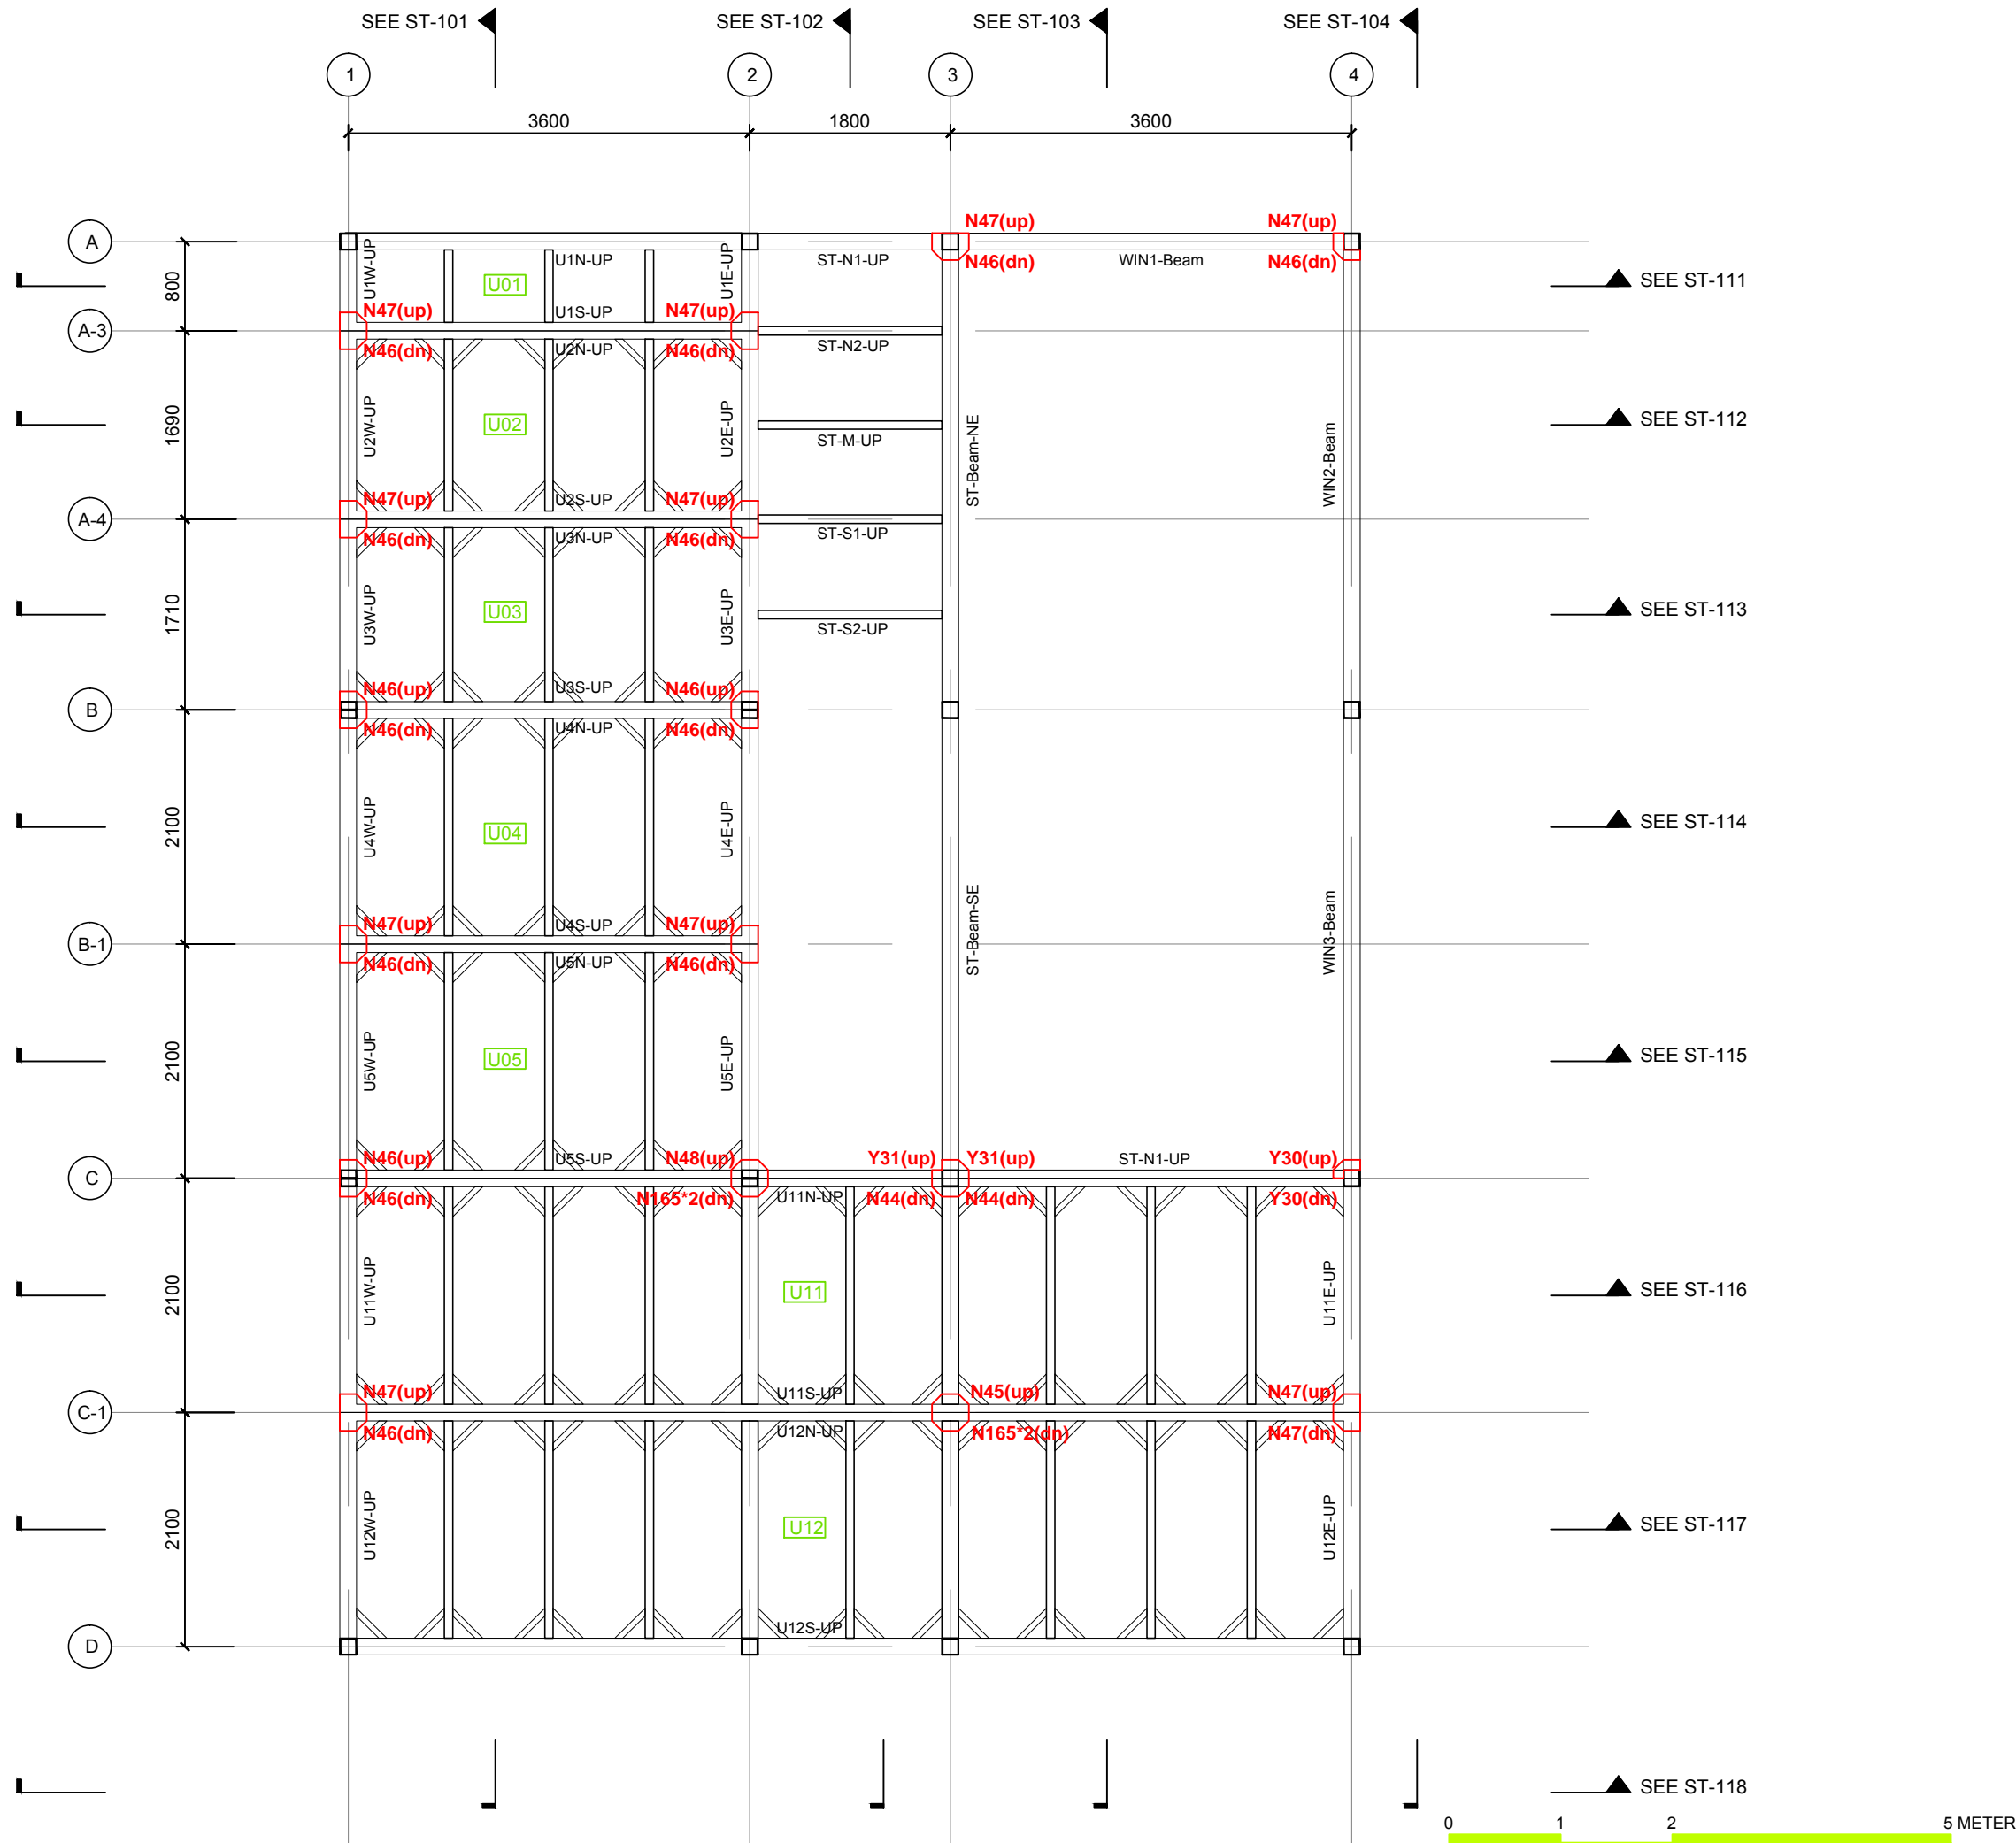 SEE ST-101
SEE ST-102
SEE ST-103
SEE ST-104
1
2
3
4
3600
1800
3600
N47(up)
N47(up)
A
U1W-UP
U1N-UP
U1E-UP
ST-N1-UP
N46(dn)
WIN1-Beam
N46(dn)
800
U01
SEE ST-111
N47(up)
U1S-UP
N47(up)
A-3
N46(dn)
U2N-UP
N46(dn)
ST-N2-UP
1690
U2W-UP
U02
U2E-UP
ST-M-UP
ST-Beam-NE
WIN2-Beam
SEE ST-112
N47(up)
U2S-UP
N47(up)
A-4
N46(dn)
U3N-UP
N46(dn)
ST-S1-UP
1710
U3W-UP
U03
U3E-UP
ST-S2-UP
SEE ST-113
N46(up)
U3S-UP
N46(up)
B
N46(dn)
U4N-UP
N46(dn)
2100
U4W-UP
U04
U4E-UP
SEE ST-114
N47(up)
U4S-UP
N47(up)
ST-Beam-SE
WIN3-Beam
B-1
N46(dn)
U5N-UP
N46(dn)
2100
U5W-UP
U05
U5E-UP
SEE ST-115
N46(up)
U5S-UP
N48(up)
Y31(up)
Y31(up)
ST-N1-UP
Y30(up)
C
N46(dn)
N165*2(dn)
U11N-UP
N44(dn)
N44(dn)
Y30(dn)
2100
U11W-UP
U11
U11E-UP
SEE ST-116
N47(up)
U11S-UP
N45(up)
N47(up)
C-1
N46(dn)
U12N-UP
N165*2(dn)
N47(dn)
2100
U12W-UP
U12
U12E-UP
SEE ST-117
U12S-UP
D
SEE ST-118
0
1
2
5 METER